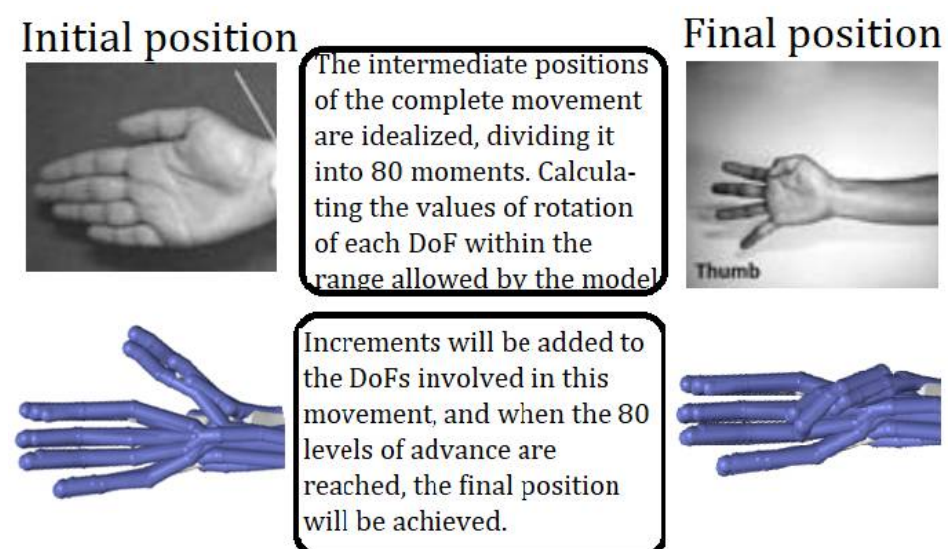 Initial position
Final position
The intermediate positions
of the complete movement
are idealized, dividing it
into 80 moments. Calcula-
ting the values of rotation
of each DoF within the
range allowed by the model
Thumb
Increments will be added to
the DoFs involved in this
movement, and when the 80
levels of advance are
reached, the final position
will be achieved.